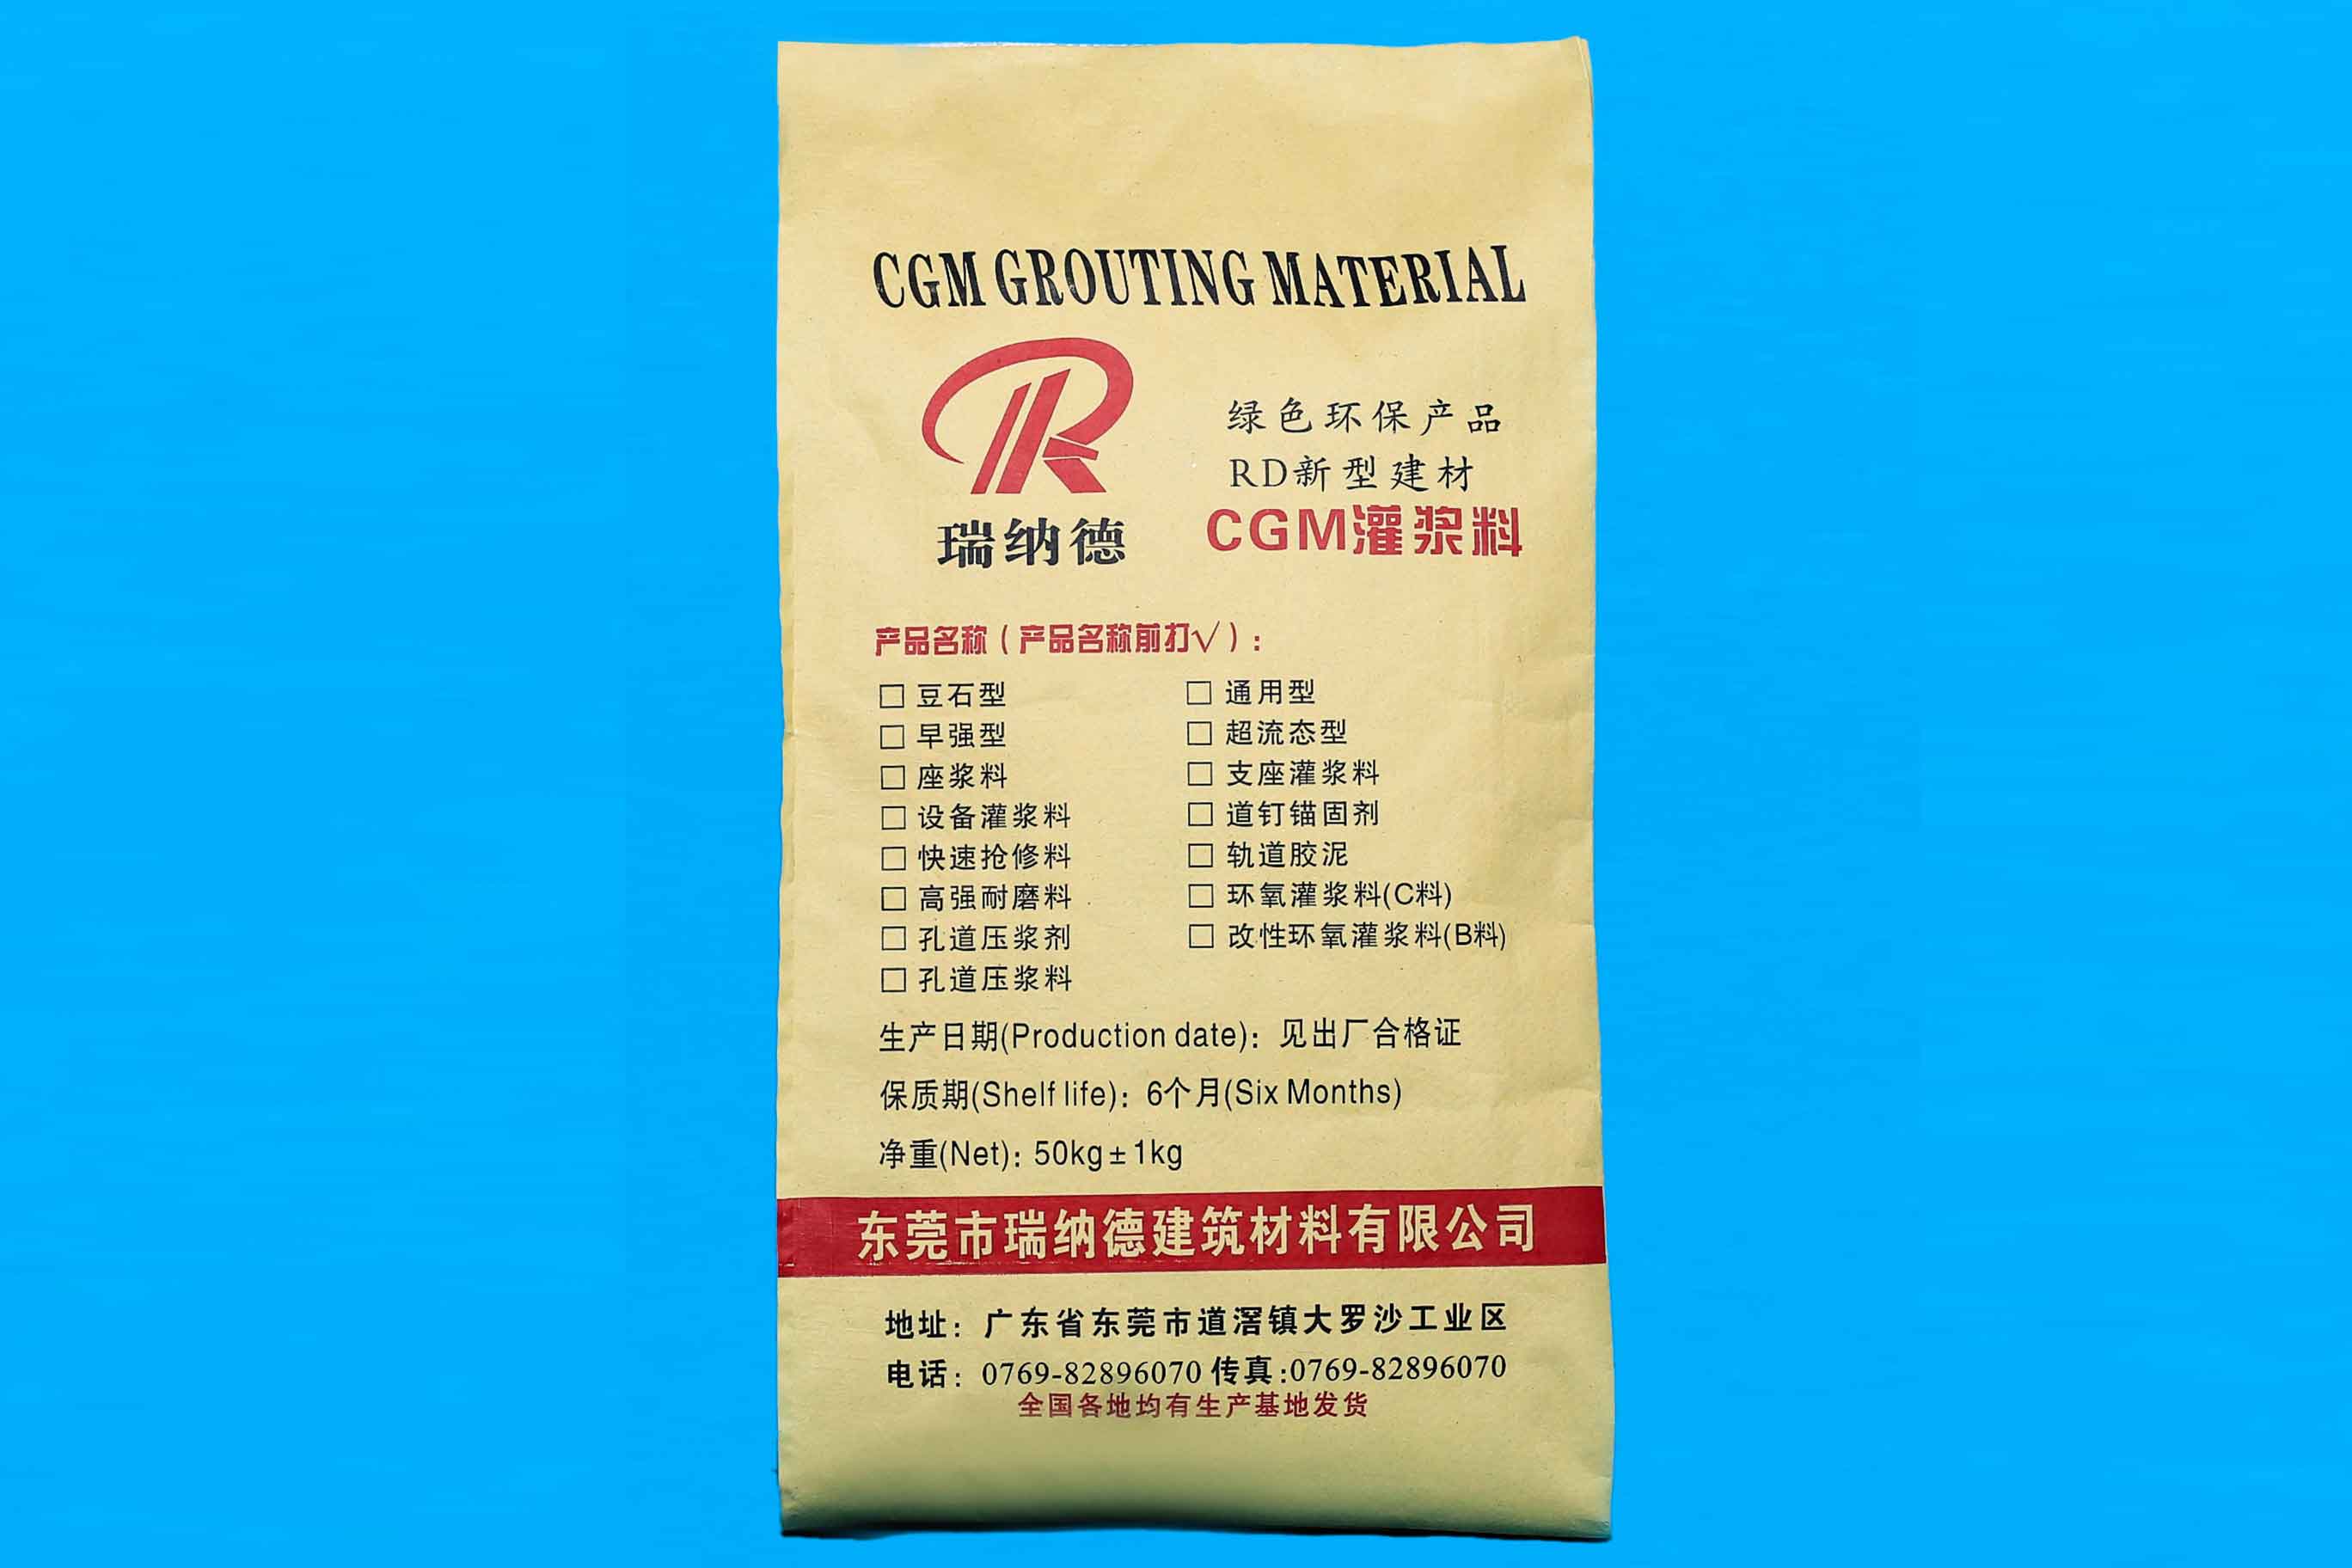 CGM GROUTING MATERIAL
瑞纳德
绿色环保产品
RD新型建材
CGM灌浆料
产品名称（产品名称前打√）:
□ 豆石型 □ 通用型
□ 早强型 □ 超流态型
□ 座浆料 □ 支座灌浆料
□ 设备灌浆料 □ 道钉锚固剂
□ 快速抢修料 □ 轨道胶泥
□ 高强耐磨料 □ 环氧灌浆料(C料)
□ 孔道压浆剂 □ 改性环氧灌浆料(B料)
□ 孔道压浆料
生产日期(Production date): 见出厂合格证
保质期(Shelf life): 6个月(Six Months)
净重(Net): 50kg±1kg
东莞市瑞纳德建筑材料有限公司
地址: 广东省东莞市道滘镇大罗沙工业区
电话: 0769-82896070 传真:0769-82896070
全国各地均有生产基地发货